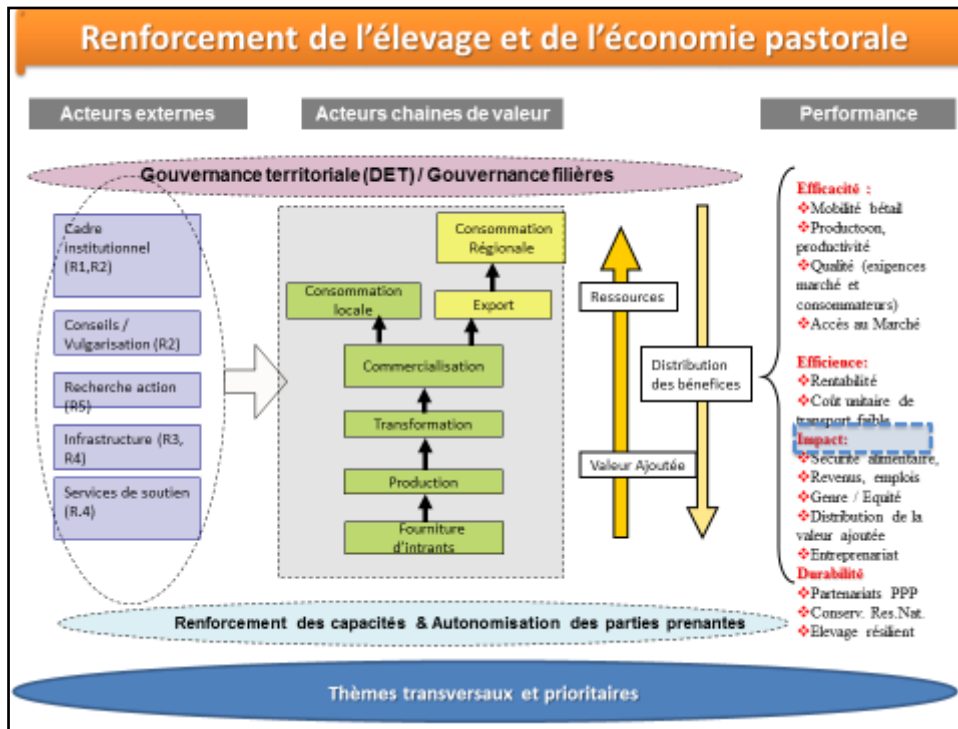 Renforcement de l'élevage et de l'économie pastorale
Acteurs externes
Acteurs chaines de valeur
Performance
Gouvernance territoriale (DET) / Gouvernance filières
Cadre
institutionnel
(R1,R2)
Conseils /
Vulgarisation (R2)
Recherche action
(R5)
Infrastructure (R3,
R4)
Services de soutien
(R.4)
Consommation
Régionale
Consommation
locale
Export
Commercialisation
Transformation
Production
Fourniture
d'intrants
Ressources
Distribution
des bénefices
Valeur Ajoutée
Efficacité :
❖Mobilité bétail
❖Productoon,
productivité
❖Qualité (exigences
marché et
consommateurs)
❖Accès au Marché
Efficience:
❖Rentabilité
❖Coût unitaire de
transport faible
Impact:
❖Sécurité alimentaire,
❖Revenus, emplois
❖Genre / Equité
❖Distribution de la
valeur ajoutée
❖Entreprenariat
Durabilité
❖Partenariats PPP
❖Conserv. Res.Nat.
❖Elevage résilient
Renforcement des capacités & Autonomisation des parties prenantes
Thèmes transversaux et prioritaires